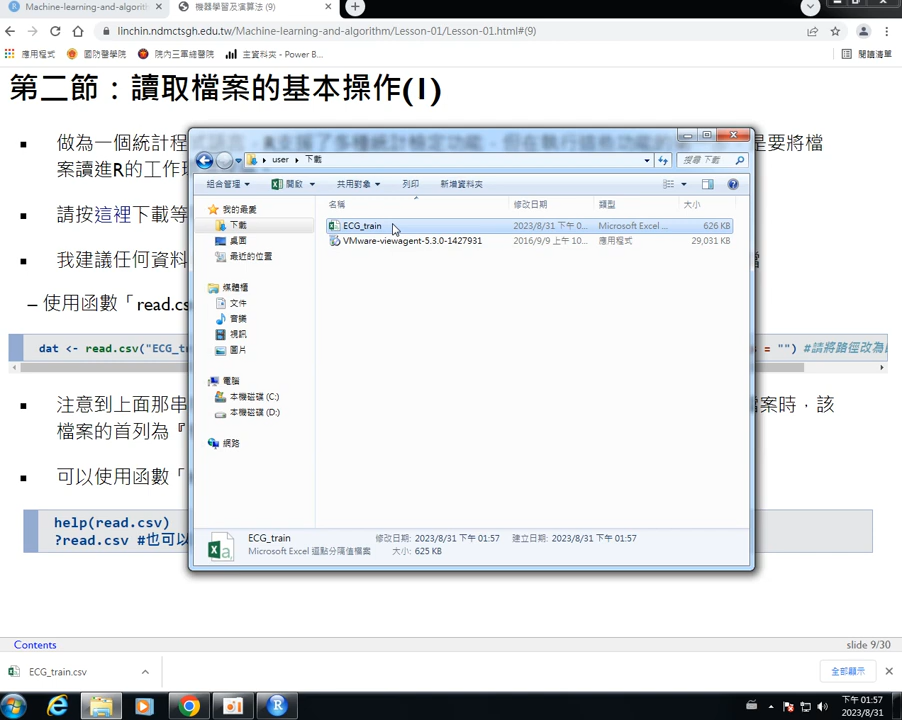 Machine-learning-and-algorith
機器學習及演算法 (9)
linchin.ndmctsgh.edu.tw/Machine-learning-and-algorithm/Lesson-01/Lesson-01.html#(9)
應用程式
國防醫學院
院內三軍總醫院
主資料夾 - Power B...
閱讀清單
第二節：讀取檔案的基本操作(1)
做為一個統計程
是要將檔
案讀進R的工作環
請按這裡下載等
我建議任何資料
檔
– 使用函數「read.cs
dat <- read.csv("ECG_t
= "") #請將路徑改為
注意到上面那串
檔案時，該
檔案的首列為『
可以使用函數「
help(read.csv)
?read.csv #也可以
user
下載
搜尋 下載
組合管理
開啟
共用對象
列印
新增資料夾
我的最愛
下載
桌面
最近的位置
媒體櫃
文件
音樂
視訊
圖片
電腦
本機磁碟 (C:)
本機磁碟 (D:)
網路
名稱
修改日期
類型
大小
ECG_train
2023/8/31 下午 0...
Microsoft Excel ...
626 KB
VMware-viewagent-5.3.0-1427931
2016/9/9 上午 10...
應用程式
29,031 KB
ECG_train
修改日期: 2023/8/31 下午 01:57
建立日期: 2023/8/31 下午 01:57
Microsoft Excel 逗點分隔值檔案
大小: 625 KB
Contents
slide 9/30
ECG_train.csv
全部顯示
下午 01:57
2023/8/31